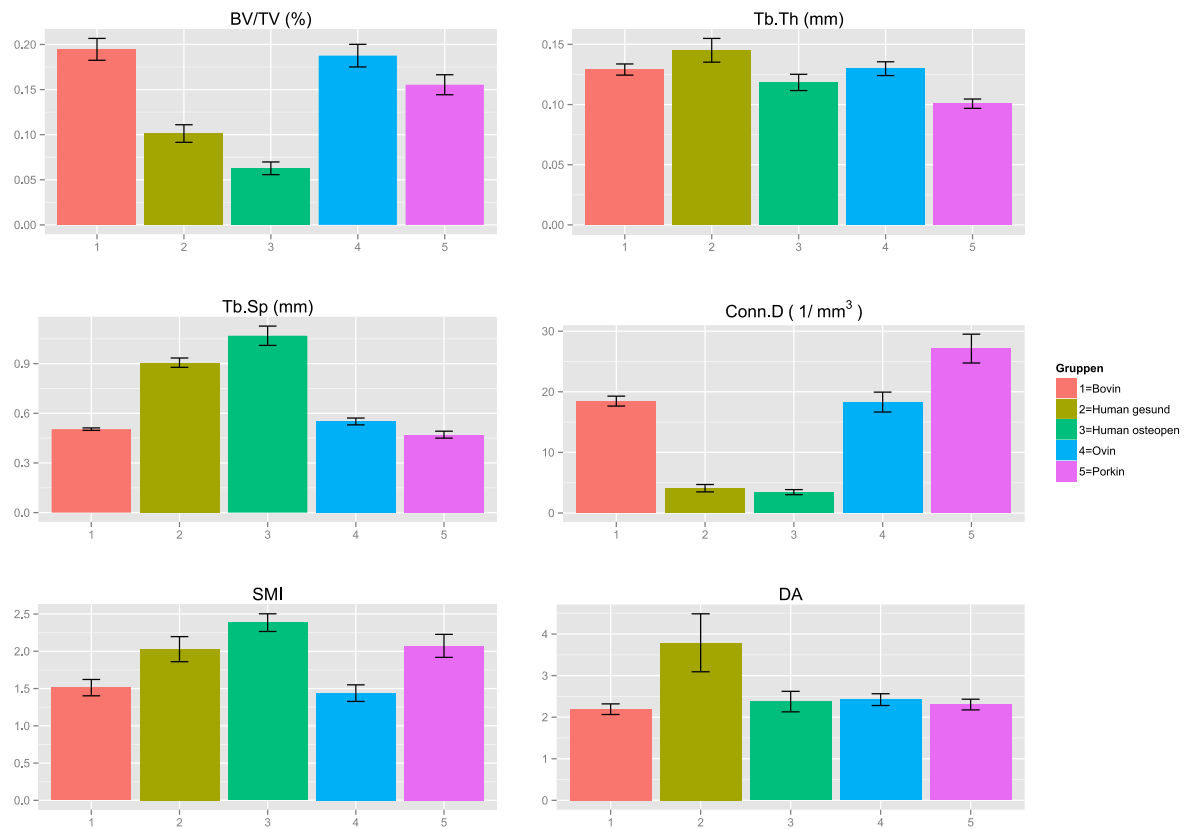 BV/TV (%)
0.20
0.15
0.10
0.05
0.00
1 2 3 4 5
Tb.Th (mm)
0.15
0.10
0.05
0.00
1 2 3 4 5
Tb.Sp (mm)
0.9
0.6
0.3
0.0
1 2 3 4 5
Conn.D ( 1/ mm³ )
30
20
10
0
1 2 3 4 5
Gruppen
1=Bovin
2=Human gesund
3=Human osteopen
4=Ovin
5=Porkin
SMI
2.5
2.0
1.5
1.0
0.5
0.0
1 2 3 4 5
DA
4
3
2
1
0
1 2 3 4 5